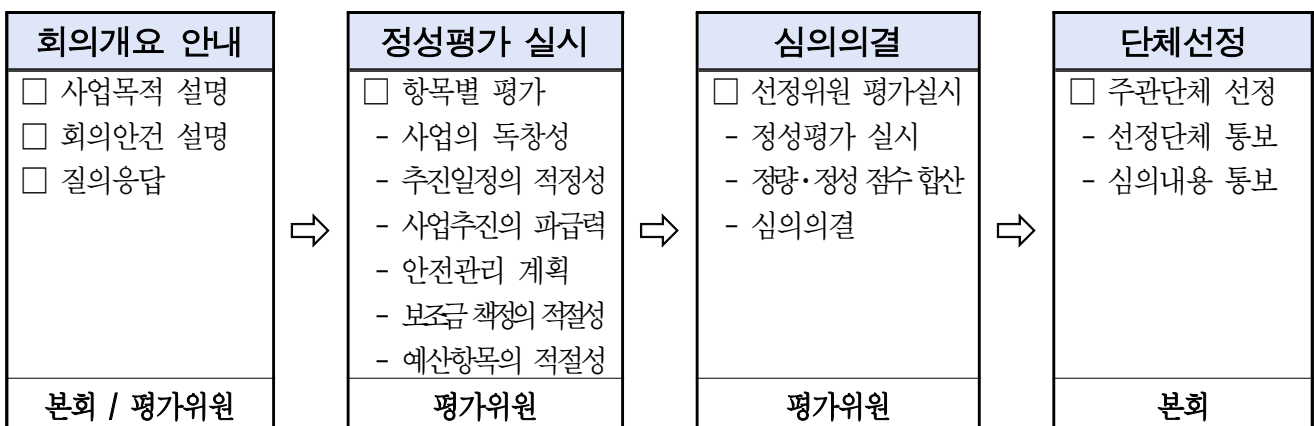 회의개요 안내
□ 사업목적 설명
□ 회의안건 설명
□ 질의응답
본회 / 평가위원
⇨
정성평가 실시
□ 항목별 평가
- 사업의 독창성
- 추진일정의 적정성
- 사업추진의 파급력
- 안전관리 계획
- 보조금 책정의 적절성
- 예산항목의 적절성
평가위원
⇨
심의의결
□ 선정위원 평가실시
- 정성평가 실시
- 정량·정성 점수 합산
- 심의의결
평가위원
⇨
단체선정
□ 주관단체 선정
- 선정단체 통보
- 심의내용 통보
본회